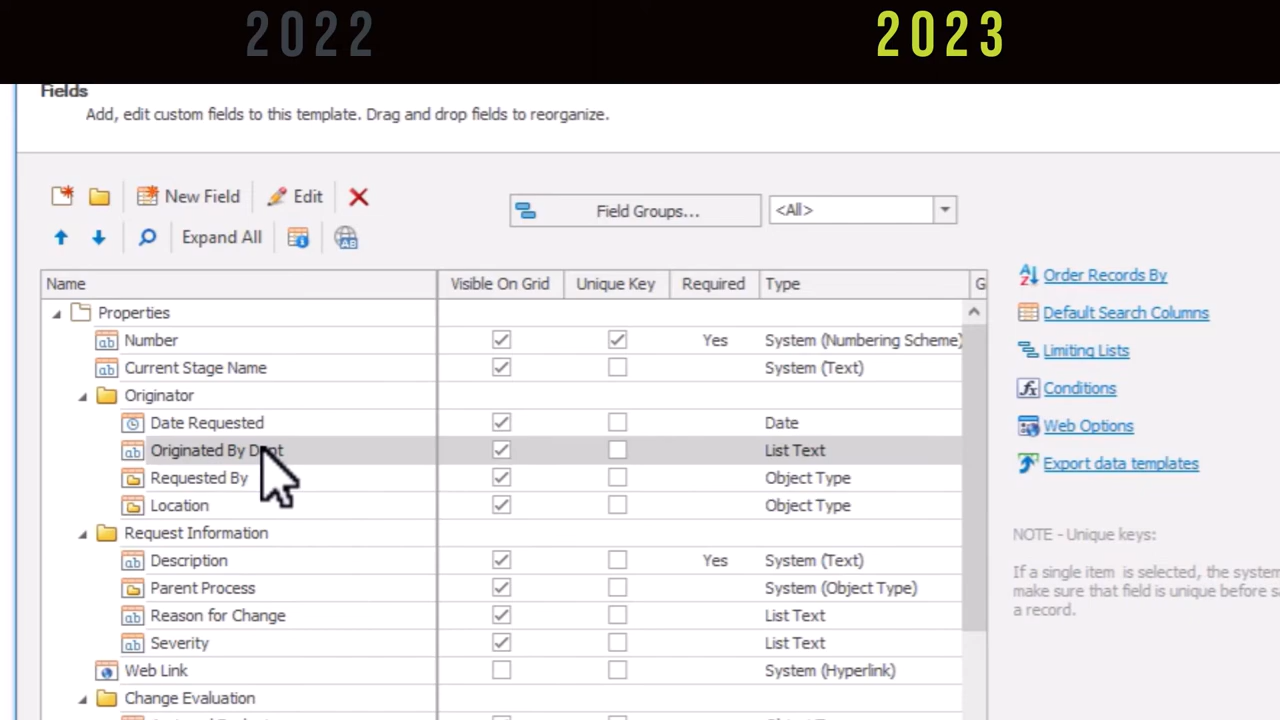 2022 2023
Fields
Add, edit custom fields to this template. Drag and drop fields to reorganize.
New Field Edit
Field Groups... <All>
Expand All
Name Visible On Grid Unique Key Required Type G
Properties
Number Yes System (Numbering Scheme)
Current Stage Name System (Text)
Originator
Date Requested Date
Originated By Dept List Text
Requested By Object Type
Location Object Type
Request Information
Description Yes System (Text)
Parent Process System (Object Type)
Reason for Change List Text
Severity List Text
Web Link System (Hyperlink)
Change Evaluation
Order Records By
Default Search Columns
Limiting Lists
Conditions
Web Options
Export data templates
NOTE - Unique keys:
If a single item is selected, the system
make sure that field is unique before sa
a record.